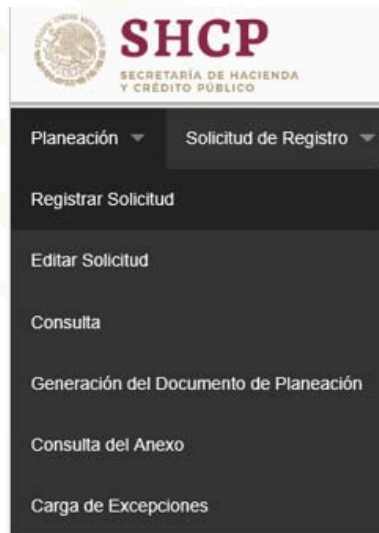 SHCP
SECRETARÍA DE HACIENDA
Y CRÉDITO PÚBLICO
Planeación Solicitud de Registro
Registrar Solicitud
Editar Solicitud
Consulta
Generación del Documento de Planeación
Consulta del Anexo
Carga de Excepciones